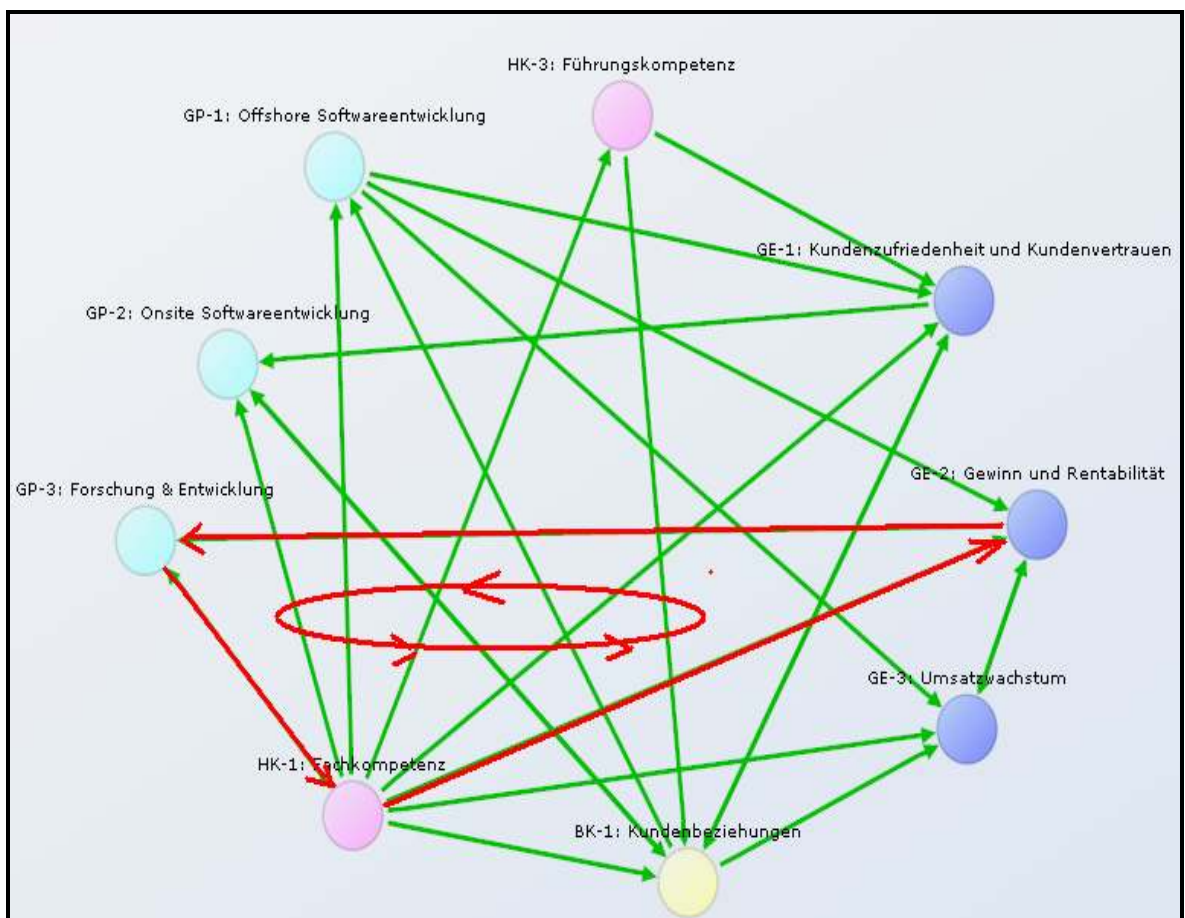 HK-3: Führungskompetenz
GP-1: Offshore Softwareentwicklung
GE-1: Kundenzufriedenheit und Kundenvertrauen
GP-2: Onsite Softwareentwicklung
GE-2: Gewinn und Rentabilität
GP-3: Forschung & Entwicklung
GE-3: Umsatzwachstum
HK-1: Fachkompetenz
BK-1: Kundenbeziehungen